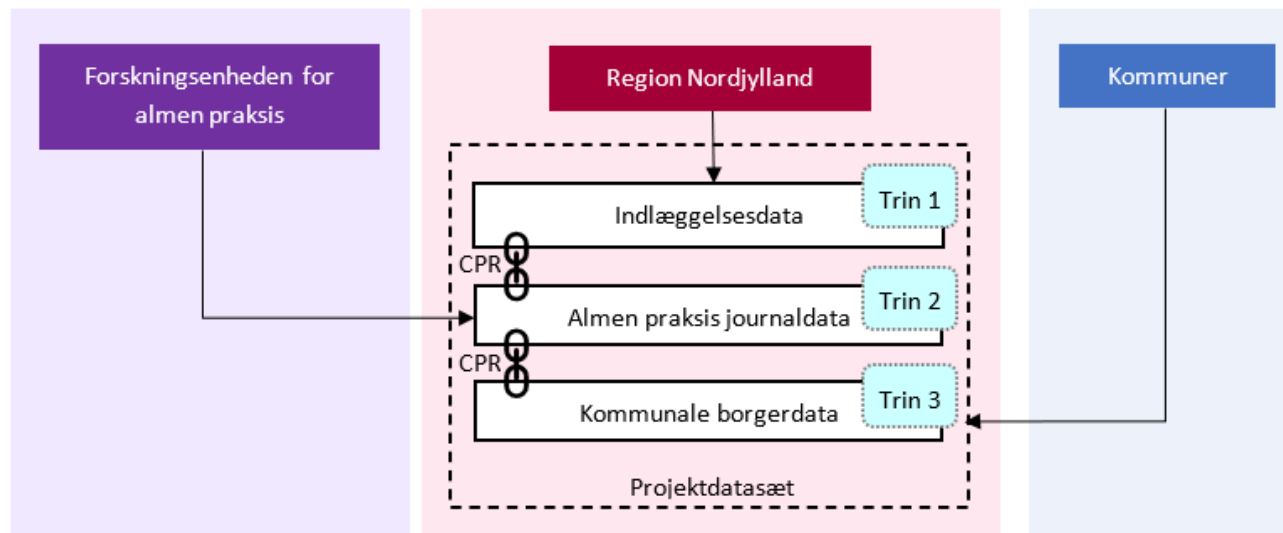 Forskningsenheden for
almen praksis
Region Nordjylland
Kommuner
Trin 1
Indlæggelsesdata
CPR
Trin 2
Almen praksis journaldata
CPR
Trin 3
Kommunale borgerdata
Projektdatasæt